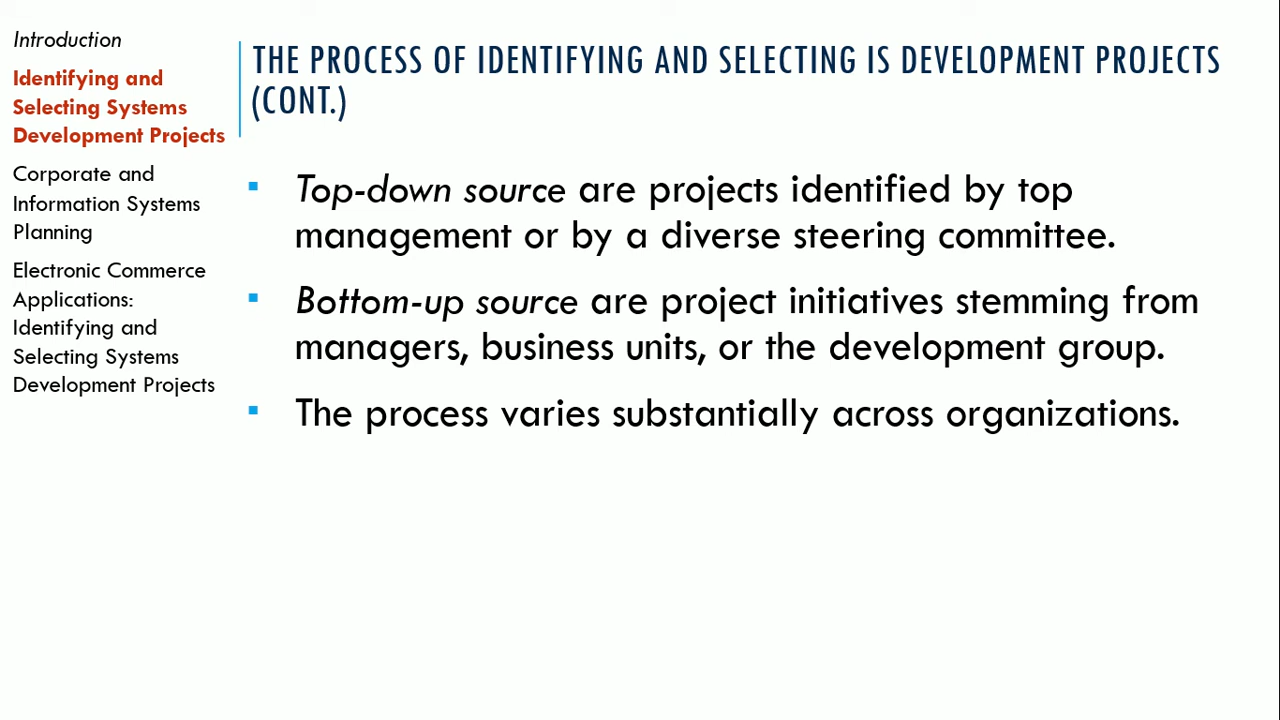 Introduction
Identifying and
Selecting Systems
Development Projects
Corporate and
Information Systems
Planning
Electronic Commerce
Applications:
Identifying and
Selecting Systems
Development Projects
THE PROCESS OF IDENTIFYING AND SELECTING IS DEVELOPMENT PROJECTS
(CONT.)
▪ Top-down source are projects identified by top
management or by a diverse steering committee.
▪ Bottom-up source are project initiatives stemming from
managers, business units, or the development group.
▪ The process varies substantially across organizations.